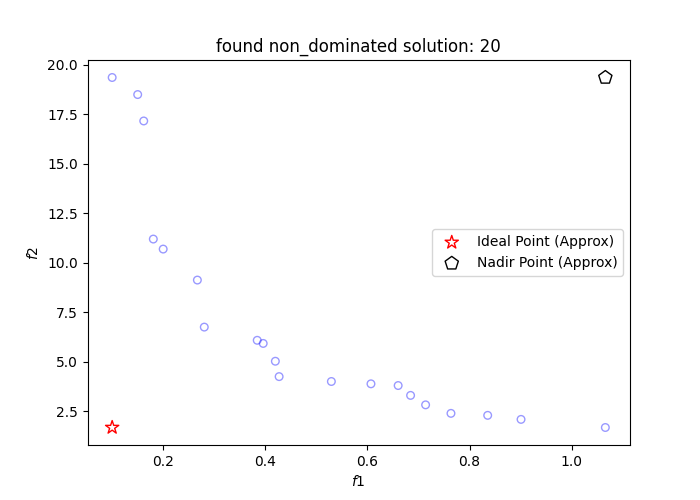 found non_dominated solution: 20
20.0
17.5
15.0
12.5
10.0
7.5
5.0
2.5
f2
Ideal Point (Approx)
Nadir Point (Approx)
0.2 0.4 0.6 0.8 1.0
f1